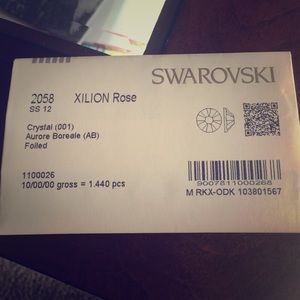 SWAROVSKI
2058 XILION Rose
SS 12
Crystal (001)
Aurore Boreale (AB)
Foiled
1100026
10/00/00 gross = 1.440 pcs
9007811000268
M RKX-ODK 103801567